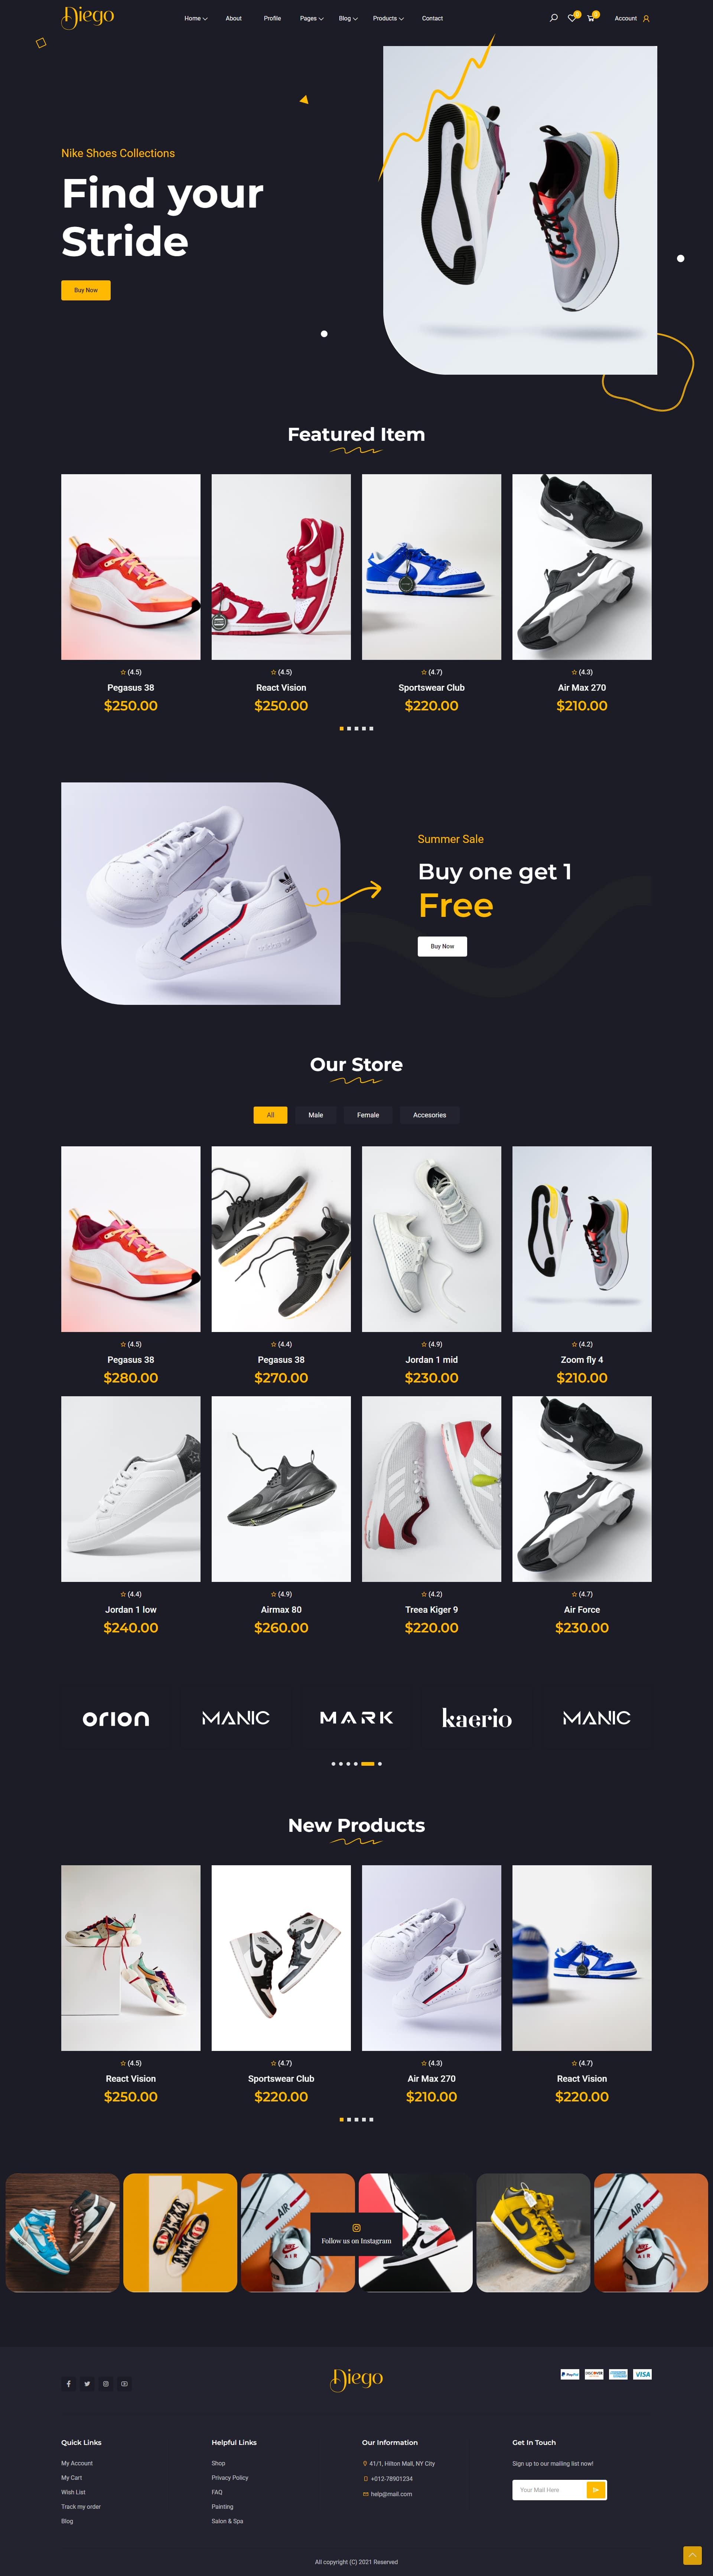 Diego
Home About Profile Pages Blog Products Contact
0 0 Account
Nike Shoes Collections
Find your
Stride
Buy Now
Featured Item
(4.5) (4.5) (4.7) (4.3)
Pegasus 38 React Vision Sportswear Club Air Max 270
$250.00 $250.00 $220.00 $210.00
adidas
Summer Sale
Buy one get 1
Free
Buy Now
Our Store
All Male Female Accesories
(4.5) (4.4) (4.9) (4.2)
Pegasus 38 Pegasus 38 Jordan 1 mid Zoom fly 4
$280.00 $270.00 $230.00 $210.00
(4.4) (4.9) (4.2) (4.7)
Jordan 1 low Airmax 80 Treea Kiger 9 Air Force
$240.00 $260.00 $220.00 $230.00
orion MANIC MARK kaerio MANIC
New Products
(4.5) (4.7) (4.3) (4.7)
React Vision Sportswear Club Air Max 270 React Vision
$250.00 $220.00 $210.00 $220.00
AIR AIR
Follow us on Instagram
AIR AIR
Diego
PayPal DISCOVER VISA
Quick Links Helpful Links Our Information Get In Touch
My Account Shop 41/1, Hilton Mall, NY City Sign up to our mailing list now!
My Cart Privacy Policy +012-78901234
Wish List FAQ help@mail.com Your Mail Here
Track my order Painting
Blog Salon & Spa
All copyright (C) 2021 Reserved